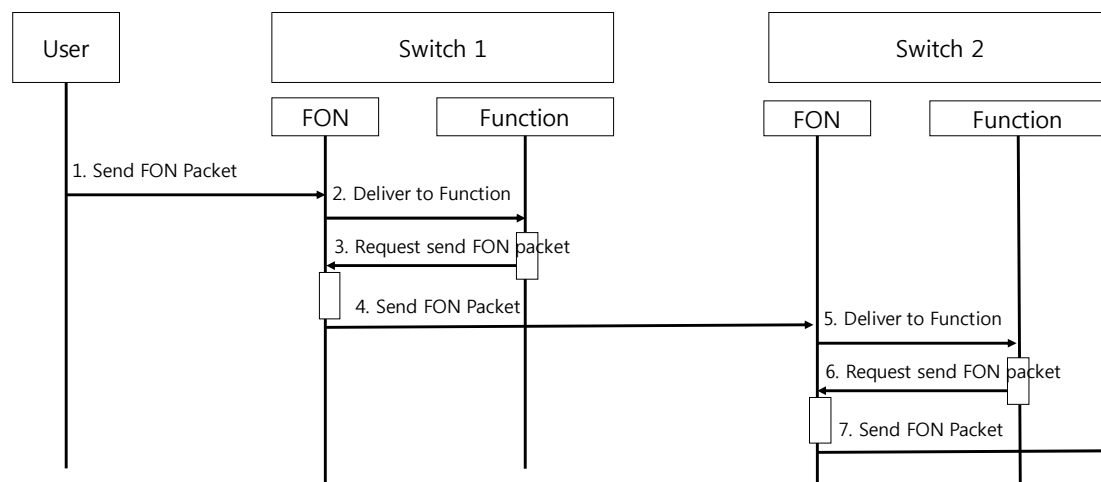 User
Switch 1
Switch 2
FON
Function
FON
Function
1. Send FON Packet
2. Deliver to Function
3. Request send FON packet
4. Send FON Packet
5. Deliver to Function
6. Request send FON packet
7. Send FON Packet